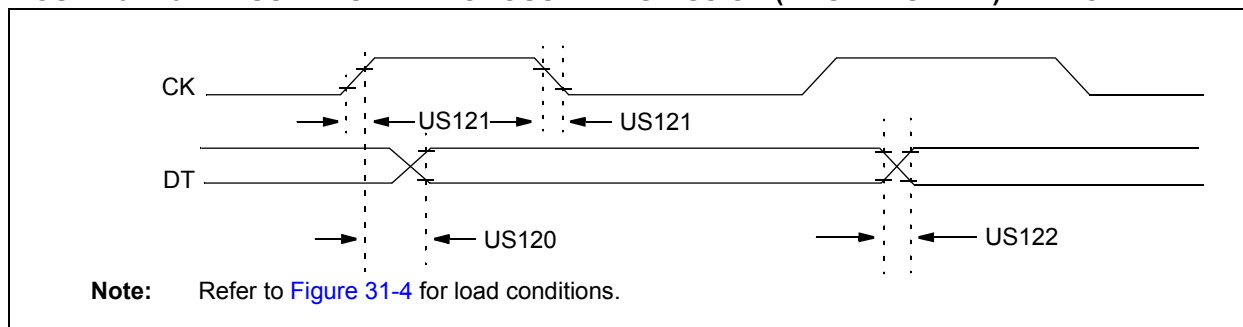 CK
US121
US121
DT
US120
US122
Note: Refer to Figure 31-4 for load conditions.